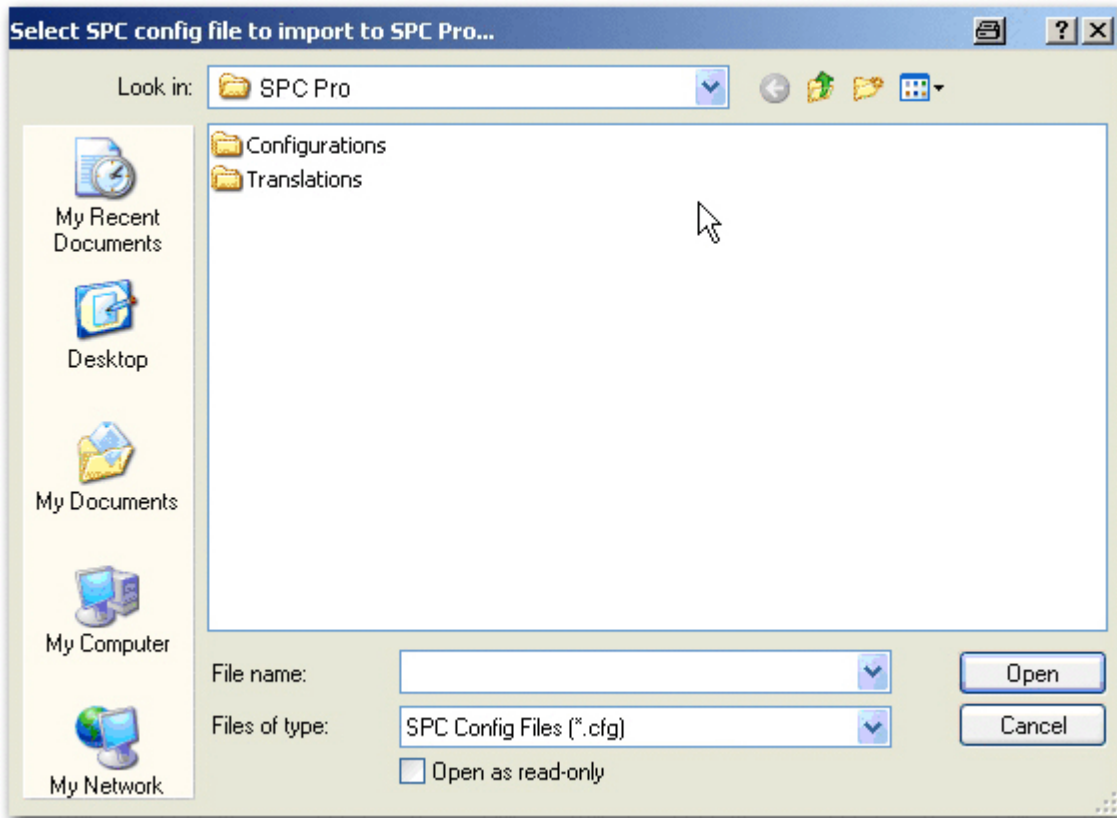 Select SPC config file to import to SPC Pro...
Look in:
SPC Pro
My Recent
Documents
Desktop
My Documents
My Computer
My Network
Configurations
Translations
File name:
Open
Files of type:
SPC Config Files (*.cfg)
Cancel
Open as read-only